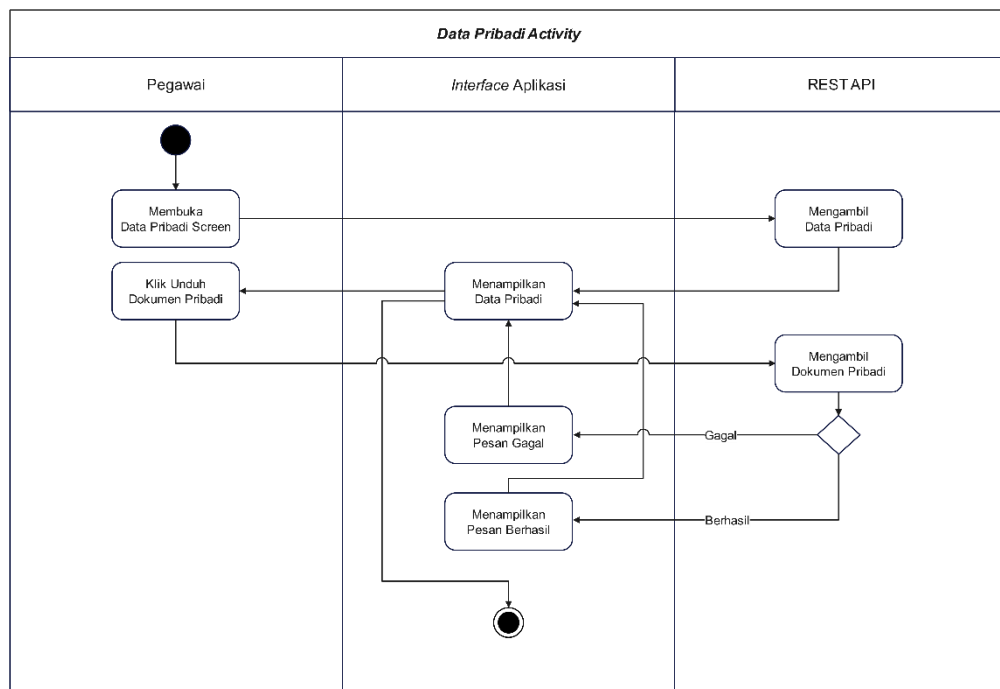 Data Pribadi Activity
Pegawai
Interface Aplikasi
REST API
Membuka
Data Pribadi Screen
Mengambil
Data Pribadi
Klik Unduh
Dokumen Pribadi
Menampilkan
Data Pribadi
Mengambil
Dokumen Pribadi
Menampilkan
Pesan Gagal
Gagal
Menampilkan
Pesan Berhasil
Berhasil